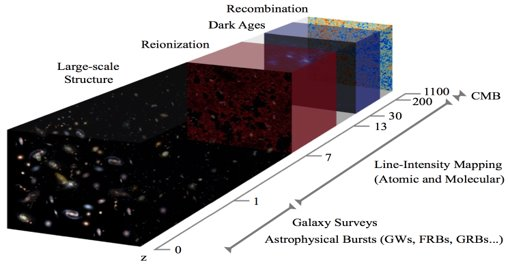 Recombination
Dark Ages
Reionization
Large-scale
Structure
1100
200
30
13
7
1
0
z
CMB
Line-Intensity Mapping
(Atomic and Molecular)
Galaxy Surveys
Astrophysical Bursts (GWs, FRBs, GRBs...)